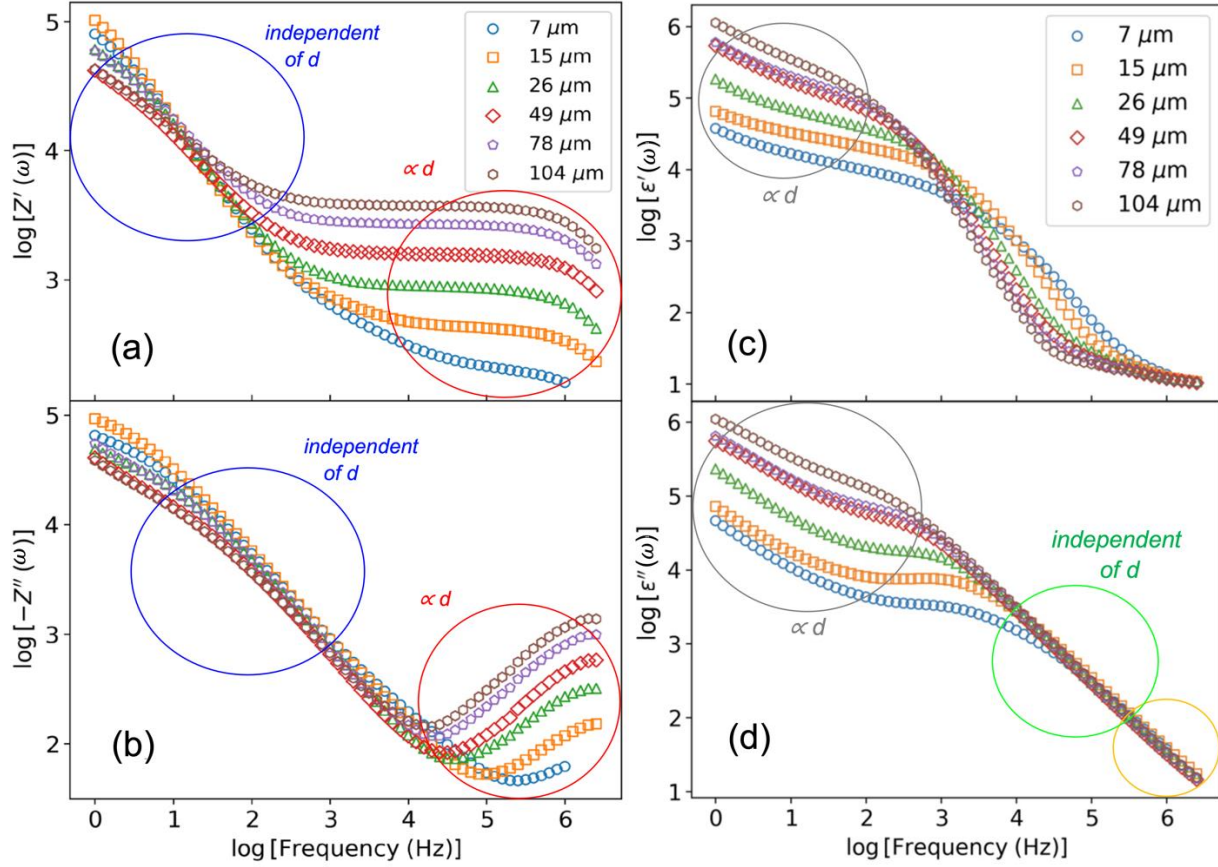 5
4
3
log [Z′ (ω)]
independent
of d
7 μm
15 μm
26 μm
49 μm
78 μm
104 μm
∝ d
(a)
5
4
3
2
log [−Z″ (ω)]
independent
of d
∝ d
(b)
0 1 2 3 4 5 6
log [Frequency (Hz)]
6
5
4
3
2
1
log [ε′ (ω)]
∝ d
7 μm
15 μm
26 μm
49 μm
78 μm
104 μm
(c)
6
5
4
3
2
1
log [ε″ (ω)]
∝ d
independent
of d
(d)
0 1 2 3 4 5 6
log [Frequency (Hz)]